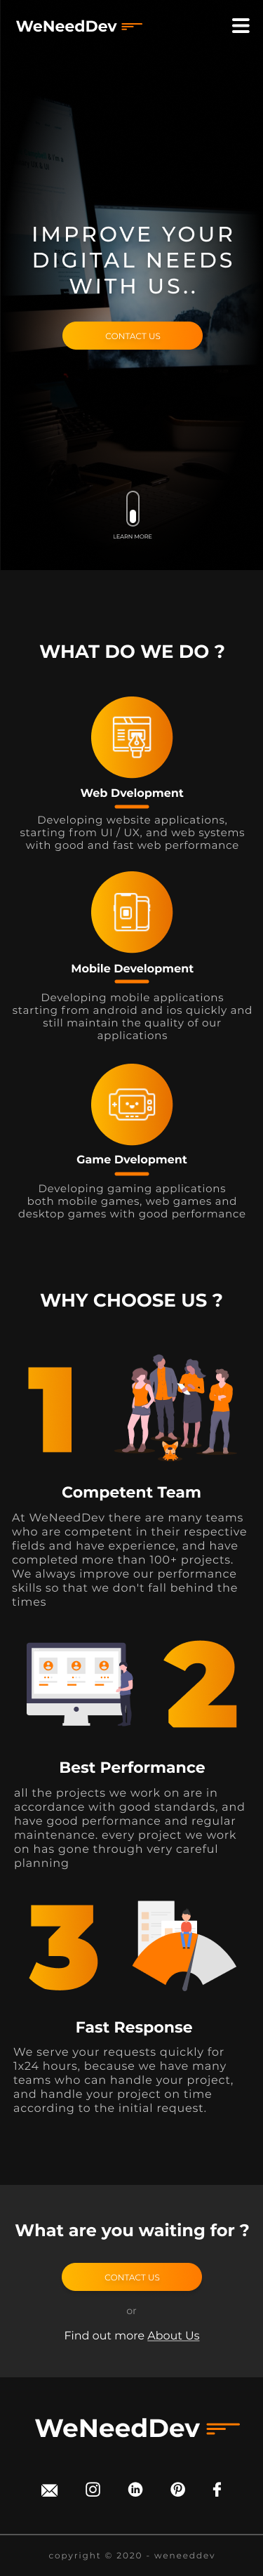 WeNeedDev
IMPROVE YOUR
DIGITAL NEEDS
WITH US..
CONTACT US
LEARN MORE
WHAT DO WE DO ?
Web Dvelopment
Developing website applications,
starting from UI / UX, and web systems
with good and fast web performance
Mobile Development
Developing mobile applications
starting from android and ios quickly and
still maintain the quality of our
applications
Game Dvelopment
Developing gaming applications
both mobile games, web games and
desktop games with good performance
WHY CHOOSE US ?
1
Competent Team
At WeNeedDev there are many teams
who are competent in their respective
fields and have experience, and have
completed more than 100+ projects.
We always improve our performance
skills so that we don't fall behind the
times
2
Best Performance
all the projects we work on are in
accordance with good standards, and
have good performance and regular
maintenance. every project we work
on has gone through very careful
planning
3
Fast Response
We serve your requests quickly for
1x24 hours, because we have many
teams who can handle your project,
and handle your project on time
according to the initial request.
What are you waiting for ?
CONTACT US
or
Find out more About Us
WeNeedDev
copyright © 2020 - weneeddev